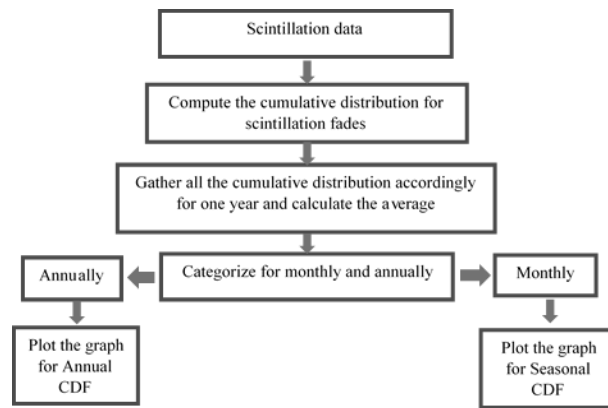 Scintillation data
Compute the cumulative distribution for
scintillation fades
Gather all the cumulative distribution accordingly
for one year and calculate the average
Annually
Categorize for monthly and annually
Monthly
Plot the graph
for Annual
CDF
Plot the graph
for Seasonal
CDF